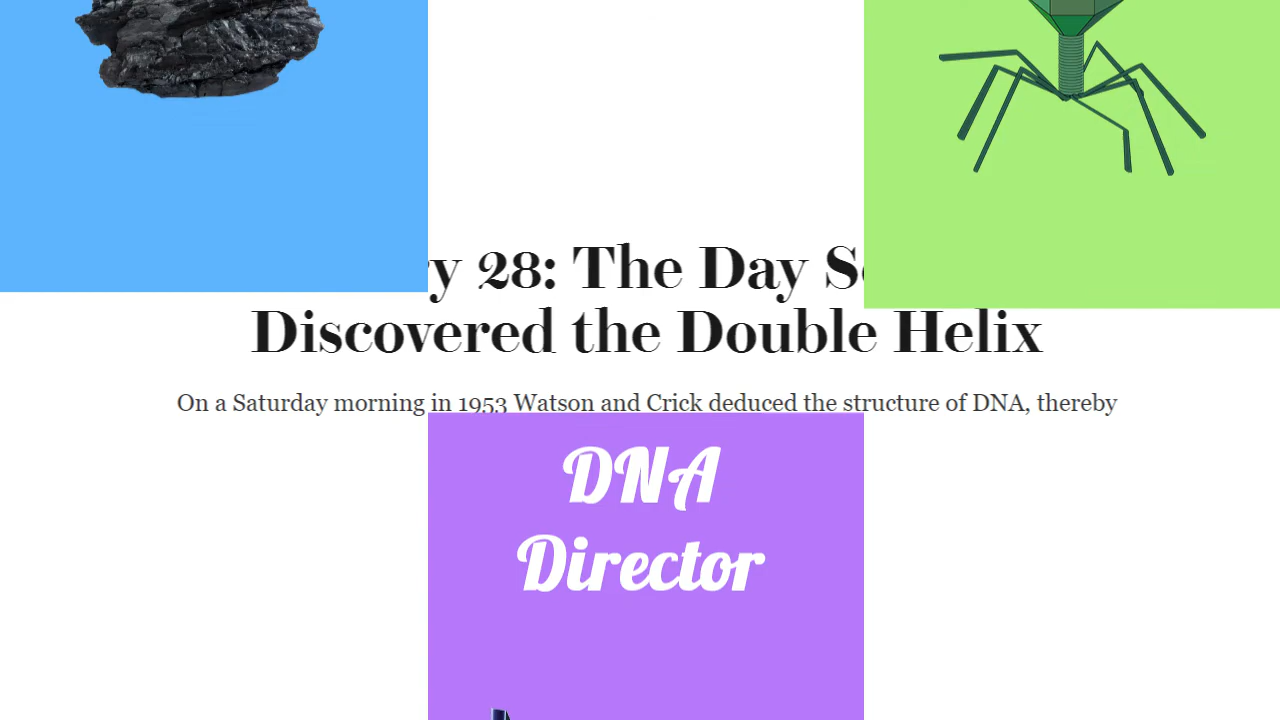 28: The Day
Discovered the Double Helix
On a Saturday morning in 1953 Watson and Crick deduced the structure of DNA, thereby
DNA
Director